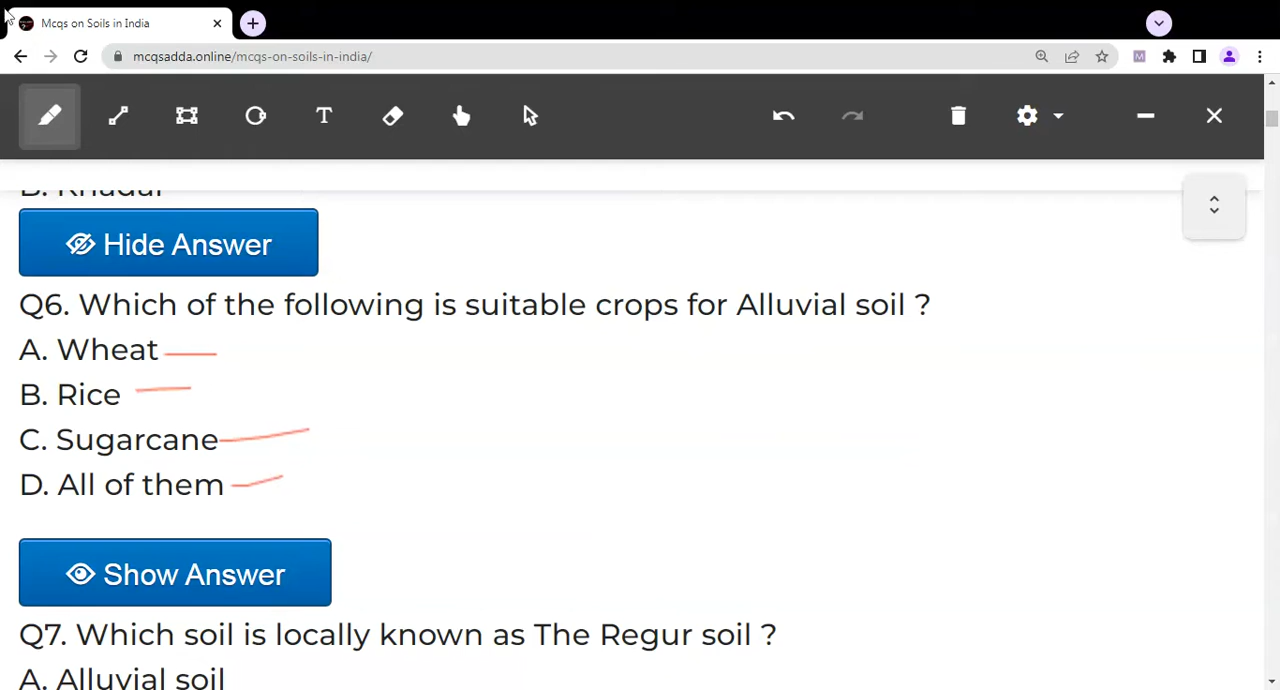 Mcqs on Soils in India
mcqsadda.online/mcqs-on-soils-in-india/
M
T
B. Khadar
Hide Answer
Q6. Which of the following is suitable crops for Alluvial soil ?
A. Wheat
B. Rice
C. Sugarcane
D. All of them
Show Answer
Q7. Which soil is locally known as The Regur soil ?
A. Alluvial soil